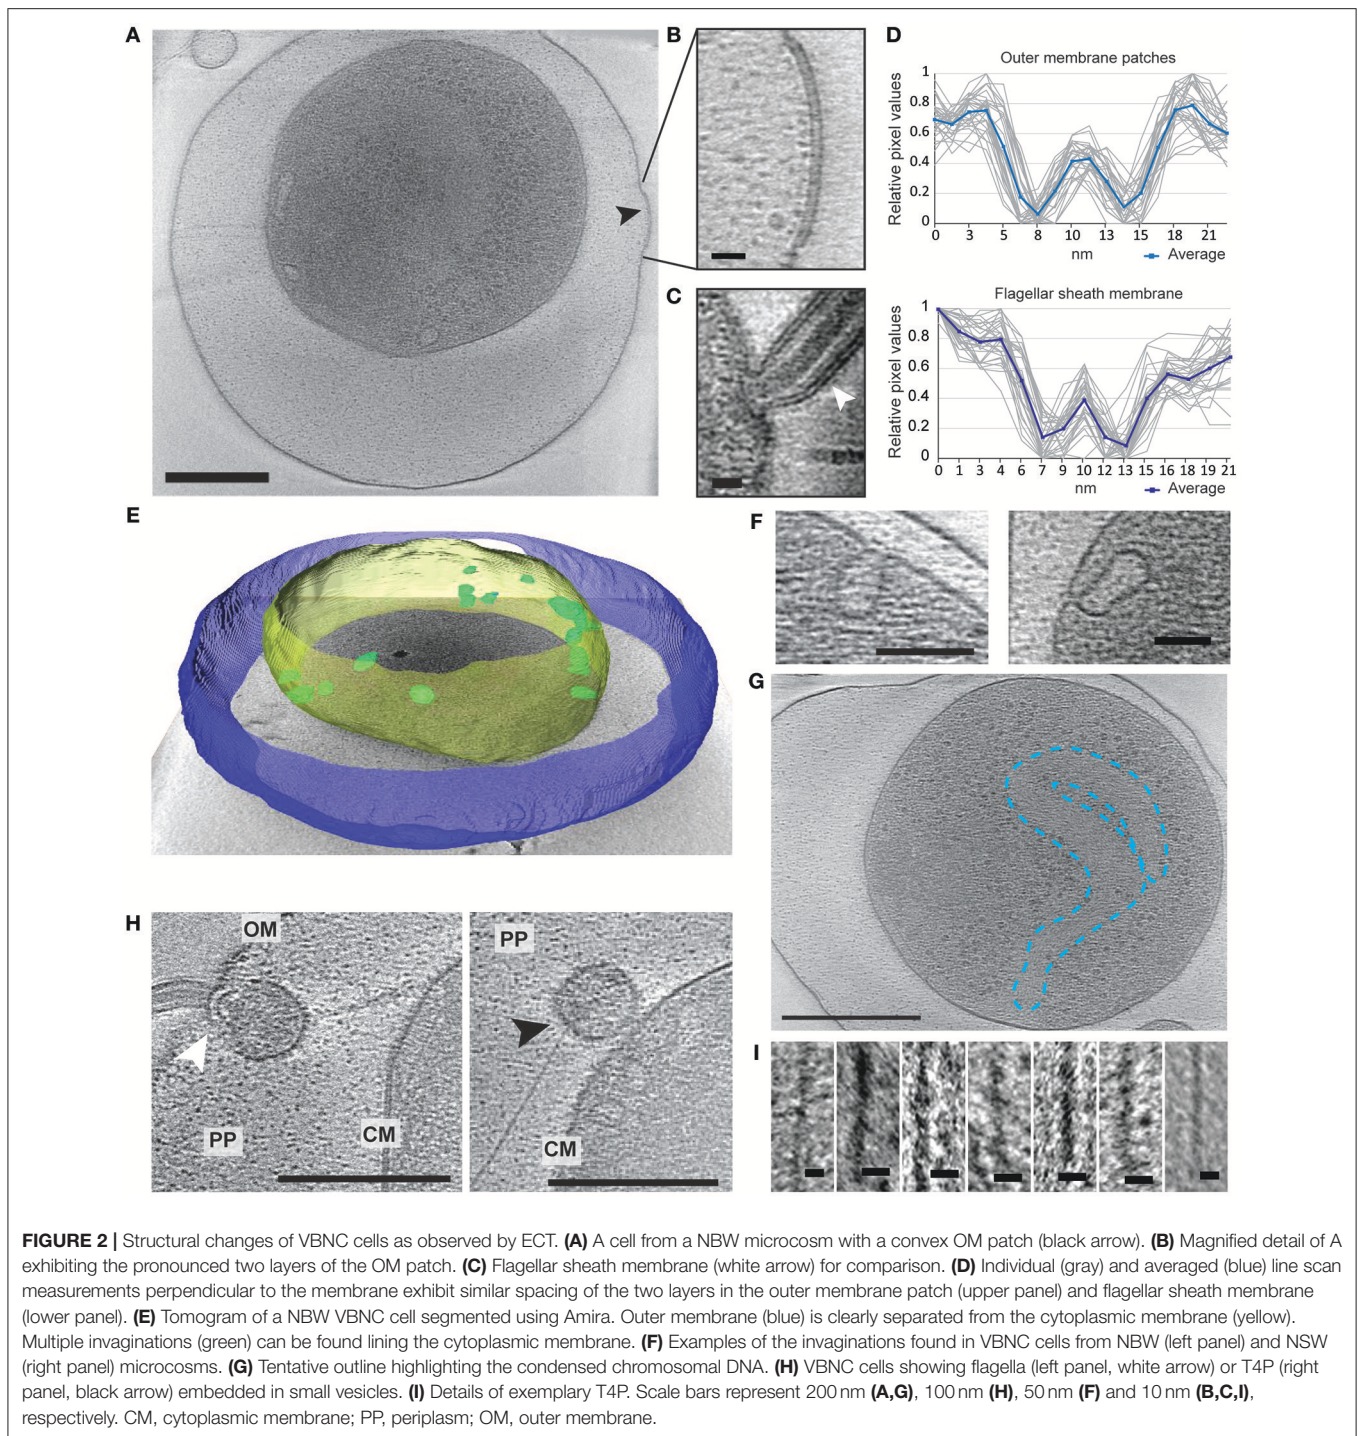 A
B
D
Outer membrane patches
1
0.8
0.6
0.4
0.2
0
Relative pixel values
0 3 5 8 10 13 15 18 21
nm
Average
C
Flagellar sheath membrane
1
0.8
0.6
0.4
0.2
0
Relative pixel values
0 1 3 4 6 7 9 10 12 13 15 16 18 19 21
nm
Average
E
F
G
H
OM
PP
CM
PP
CM
I
FIGURE 2 | Structural changes of VBNC cells as observed by ECT. (A) A cell from a NBW microcosm with a convex OM patch (black arrow). (B) Magnified detail of A
exhibiting the pronounced two layers of the OM patch. (C) Flagellar sheath membrane (white arrow) for comparison. (D) Individual (gray) and averaged (blue) line scan
measurements perpendicular to the membrane exhibit similar spacing of the two layers in the outer membrane patch (upper panel) and flagellar sheath membrane
(lower panel). (E) Tomogram of a NBW VBNC cell segmented using Amira. Outer membrane (blue) is clearly separated from the cytoplasmic membrane (yellow).
Multiple invaginations (green) can be found lining the cytoplasmic membrane. (F) Examples of the invaginations found in VBNC cells from NBW (left panel) and NSW
(right panel) microcosms. (G) Tentative outline highlighting the condensed chromosomal DNA. (H) VBNC cells showing flagella (left panel, white arrow) or T4P (right
panel, black arrow) embedded in small vesicles. (I) Details of exemplary T4P. Scale bars represent 200 nm (A,G), 100 nm (H), 50 nm (F) and 10 nm (B,C,I),
respectively. CM, cytoplasmic membrane; PP, periplasm; OM, outer membrane.